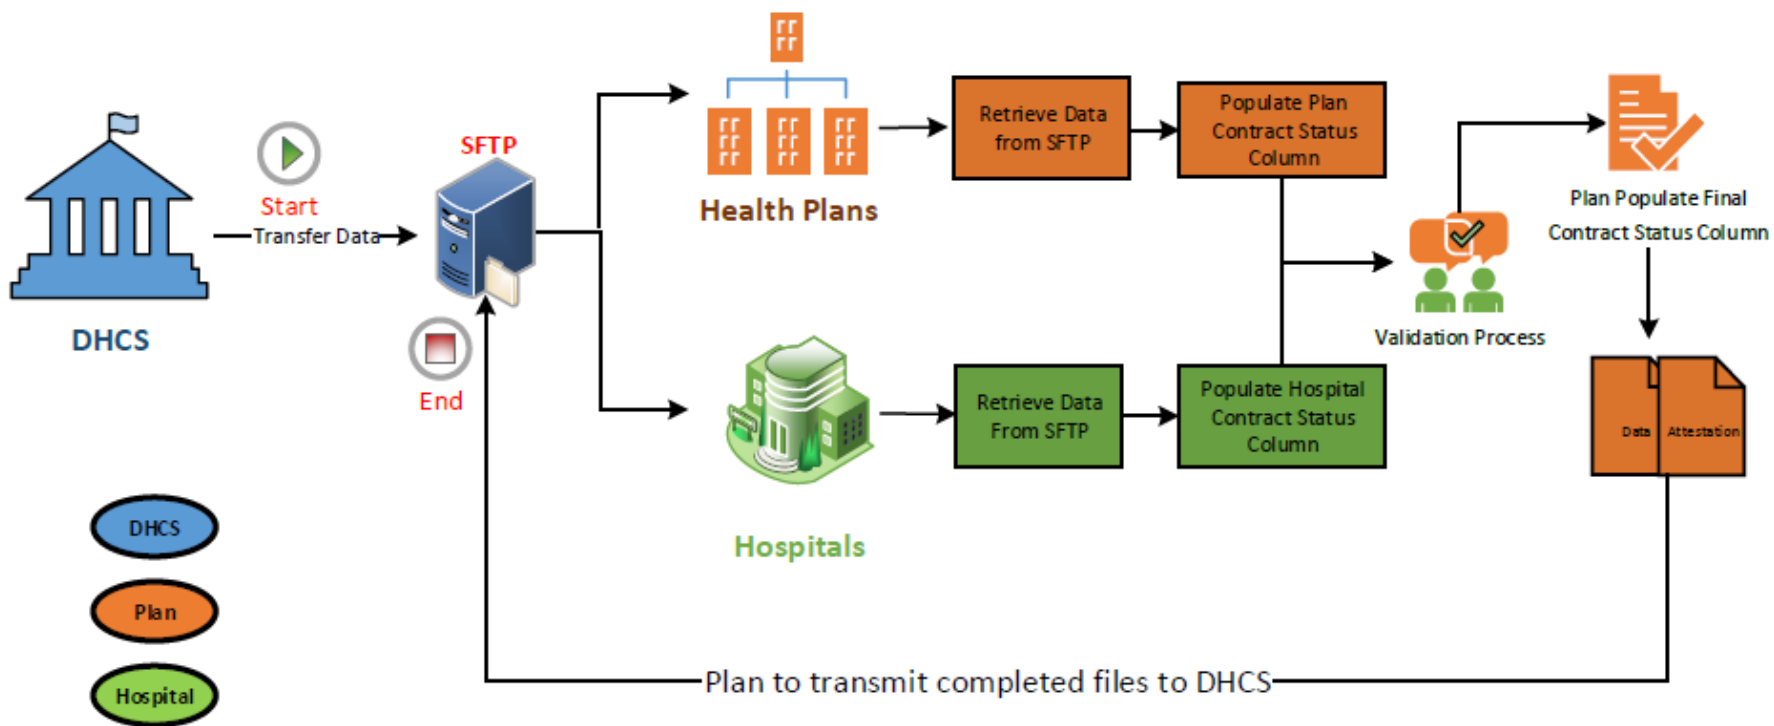 DHCS
Start
Transfer Data
SFTP
End
Health Plans
Retrieve Data
from SFTP
Populate Plan
Contract Status
Column
Hospitals
Retrieve Data
From SFTP
Populate Hospital
Contract Status
Column
Validation Process
Plan Populate Final
Contract Status Column
Data
Attestation
Plan to transmit completed files to DHCS
DHCS
Plan
Hospital